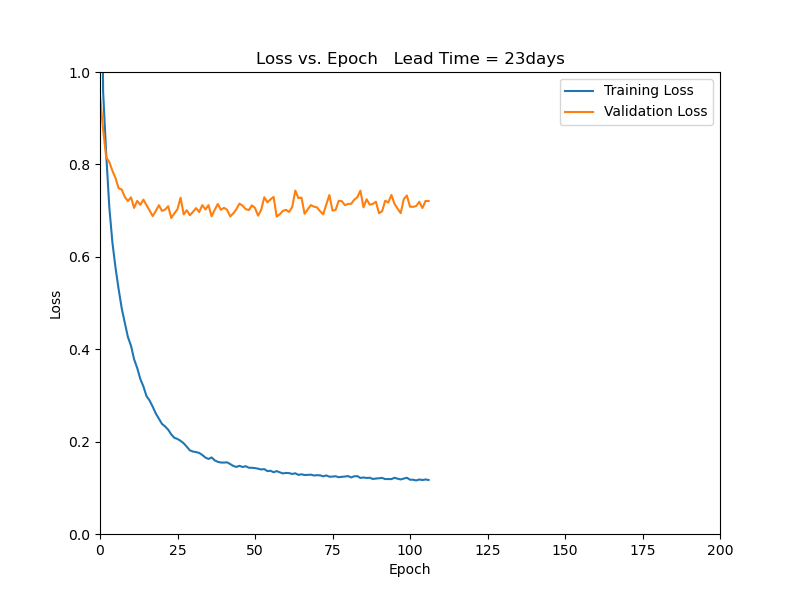 Loss vs. Epoch   Lead Time = 23days
Training Loss
Validation Loss
Loss
1.0
0.8
0.6
0.4
0.2
0.0
0 25 50 75 100 125 150 175 200
Epoch